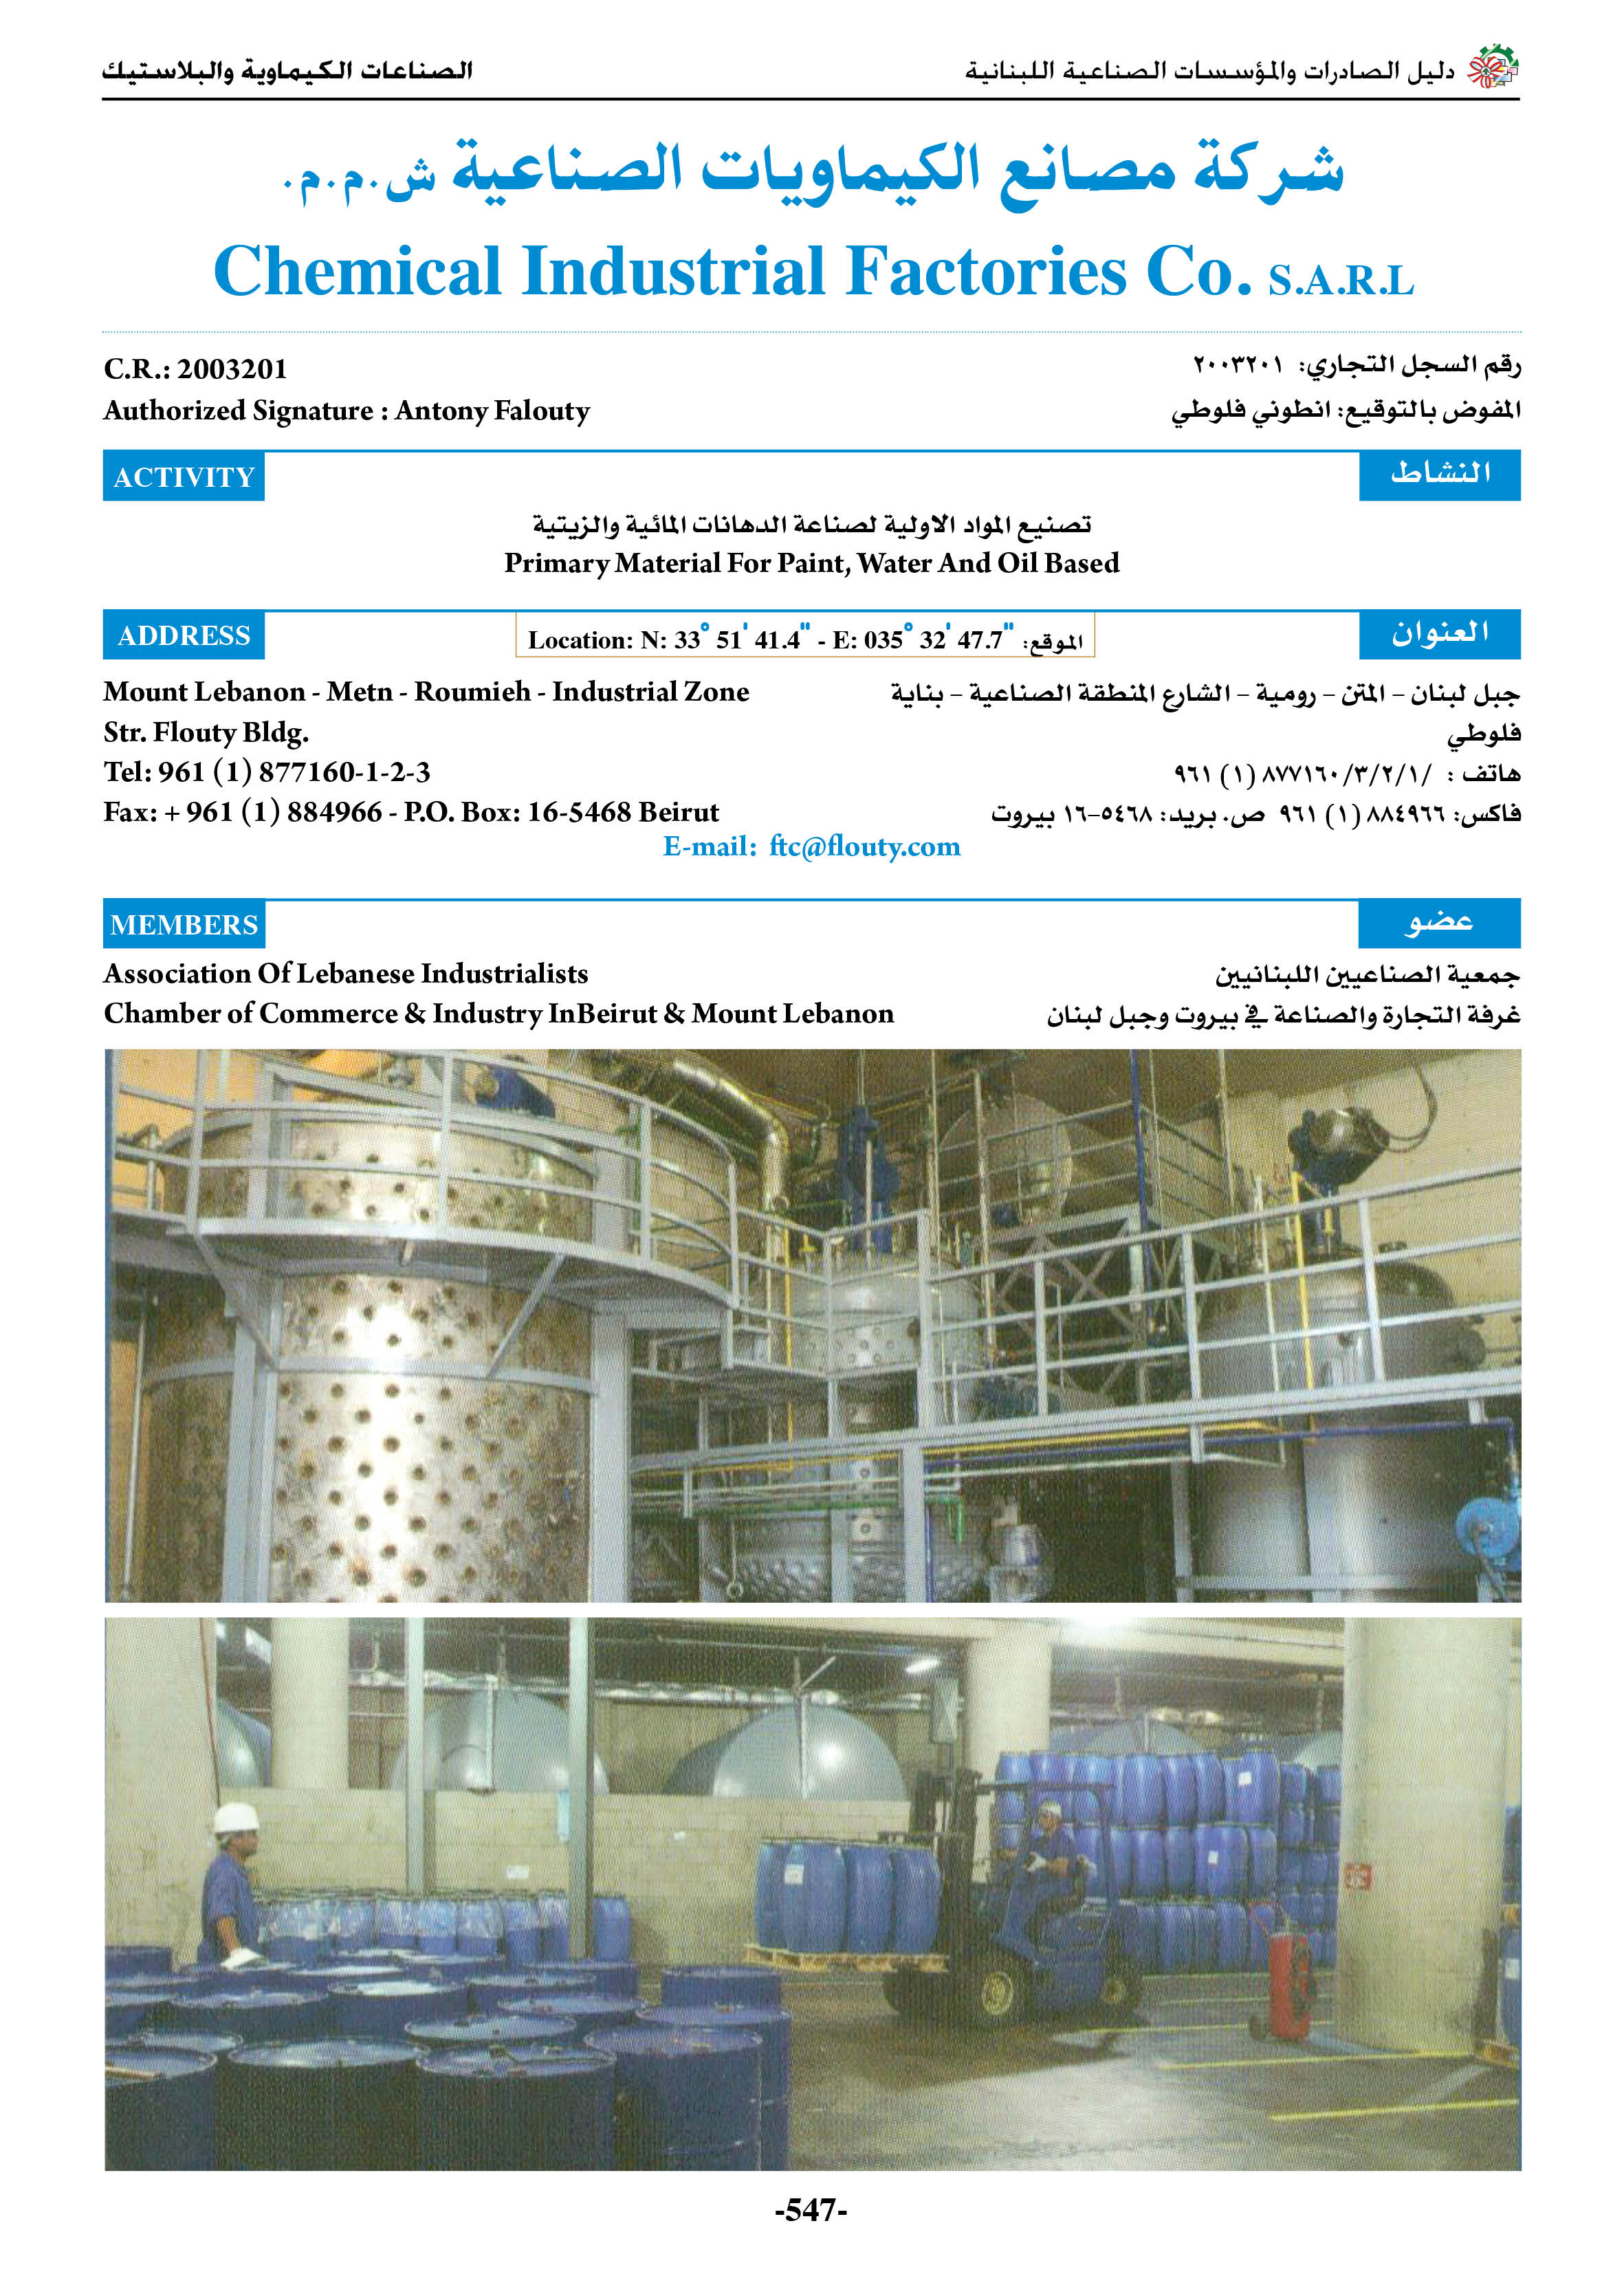 دليل الصادرات والمؤسسات الصناعية اللبنانية
الصناعات الكيماوية والبلاستيك
شركة مصانع الكيماويات الصناعية ش.م.م.
Chemical Industrial Factories Co. S.A.R.L
C.R.: 2003201
رقم السجل التجاري: ٢٠٠٣٢٠١
Authorized Signature : Antony Falouty
المفوض بالتوقيع: انطوني فلوطي
ACTIVITY
النشاط
تصنيع المواد الاولية لصناعة الدهانات المائية والزيتية
Primary Material For Paint, Water And Oil Based
ADDRESS
Location: N: 33° 51' 41.4" - E: 035° 32' 47.7" الموقع:
العنوان
Mount Lebanon - Metn - Roumieh - Industrial Zone
Str. Flouty Bldg.
Tel: 961 (1) 877160-1-2-3
Fax: + 961 (1) 884966 - P.O. Box: 16-5468 Beirut
جبل لبنان – المتن – رومية – الشارع المنطقة الصناعية – بناية
فلوطي
هاتف : /٨٧٧١٦٠/٣/٢/١ (١) ٩٦١
فاكس: ٨٨٤٩٦٦ (١) ٩٦١ ص. بريد: ٥٤٦٨-١٦ بيروت
E-mail: ftc@flouty.com
MEMBERS
عضو
Association Of Lebanese Industrialists
Chamber of Commerce & Industry InBeirut & Mount Lebanon
جمعية الصناعيين اللبنانيين
غرفة التجارة والصناعة في بيروت وجبل لبنان
-547-